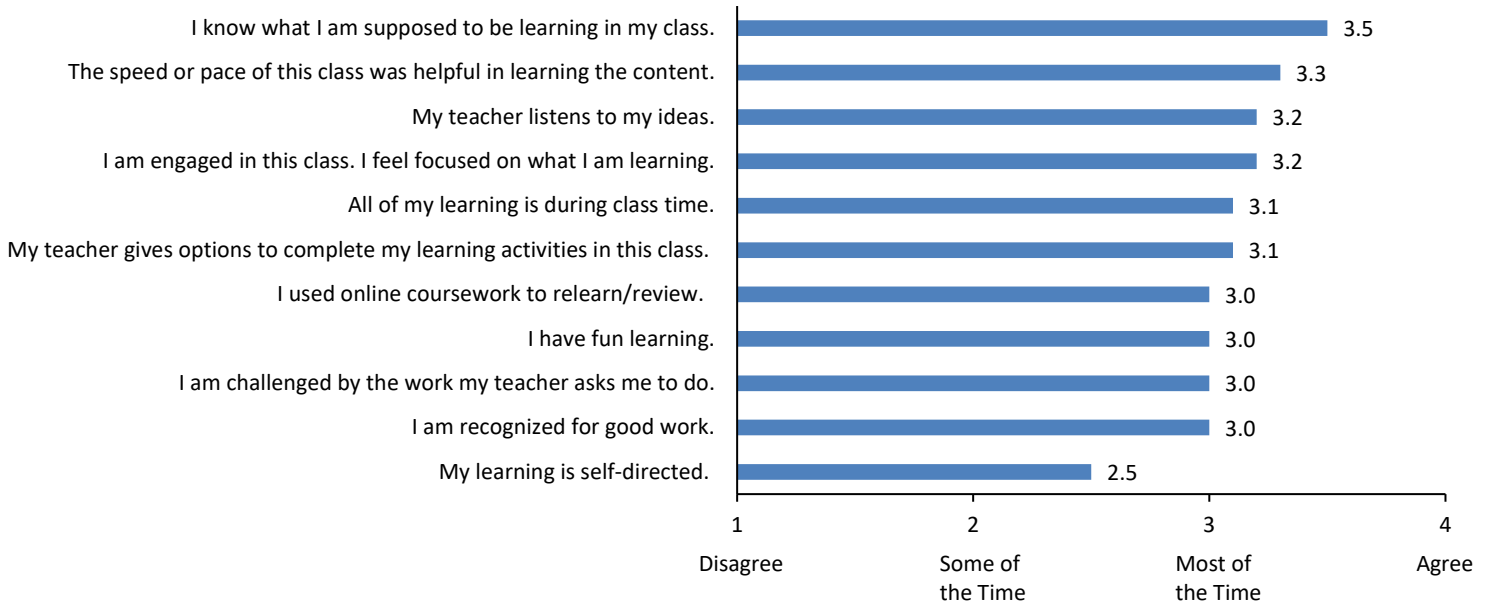 I know what I am supposed to be learning in my class. 3.5
The speed or pace of this class was helpful in learning the content. 3.3
My teacher listens to my ideas. 3.2
I am engaged in this class. I feel focused on what I am learning. 3.2
All of my learning is during class time. 3.1
My teacher gives options to complete my learning activities in this class. 3.1
I used online coursework to relearn/review. 3.0
I have fun learning. 3.0
I am challenged by the work my teacher asks me to do. 3.0
I am recognized for good work. 3.0
My learning is self-directed. 2.5
1 2 3 4
Disagree Some of Most of Agree
the Time the Time